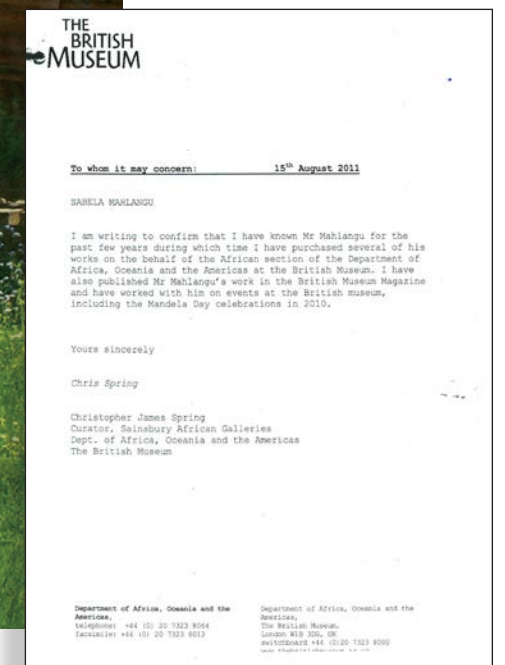 THE
BRITISH
MUSEUM
To whom it may concern: 15th August 2011
SABELA MAHLANGU
I am writing to confirm that I have known Mr Mahlangu for the
past few years during which time I have purchased several of his
works on the behalf of the African section of the Department of
Africa, Oceania and the Americas at the British Museum. I have
also published Mr Mahlangu's work in the British Museum Magazine
and have worked with him on events at the British museum,
including the Mandela Day celebrations in 2010.
Yours sincerely
Chris Spring
Christopher James Spring
Curator, Sainsbury African Galleries
Dept. of Africa, Oceania and the Americas
The British Museum
Department of Africa, Oceania and the
Americas,
telephone: +44 (0) 20 7323 8064
facsimile: +44 (0) 20 7323 8013
Department of Africa, Oceania and the
Americas,
The British Museum,
London W1B 3DG, UK
switchboard +44 (0)20 7323 8000